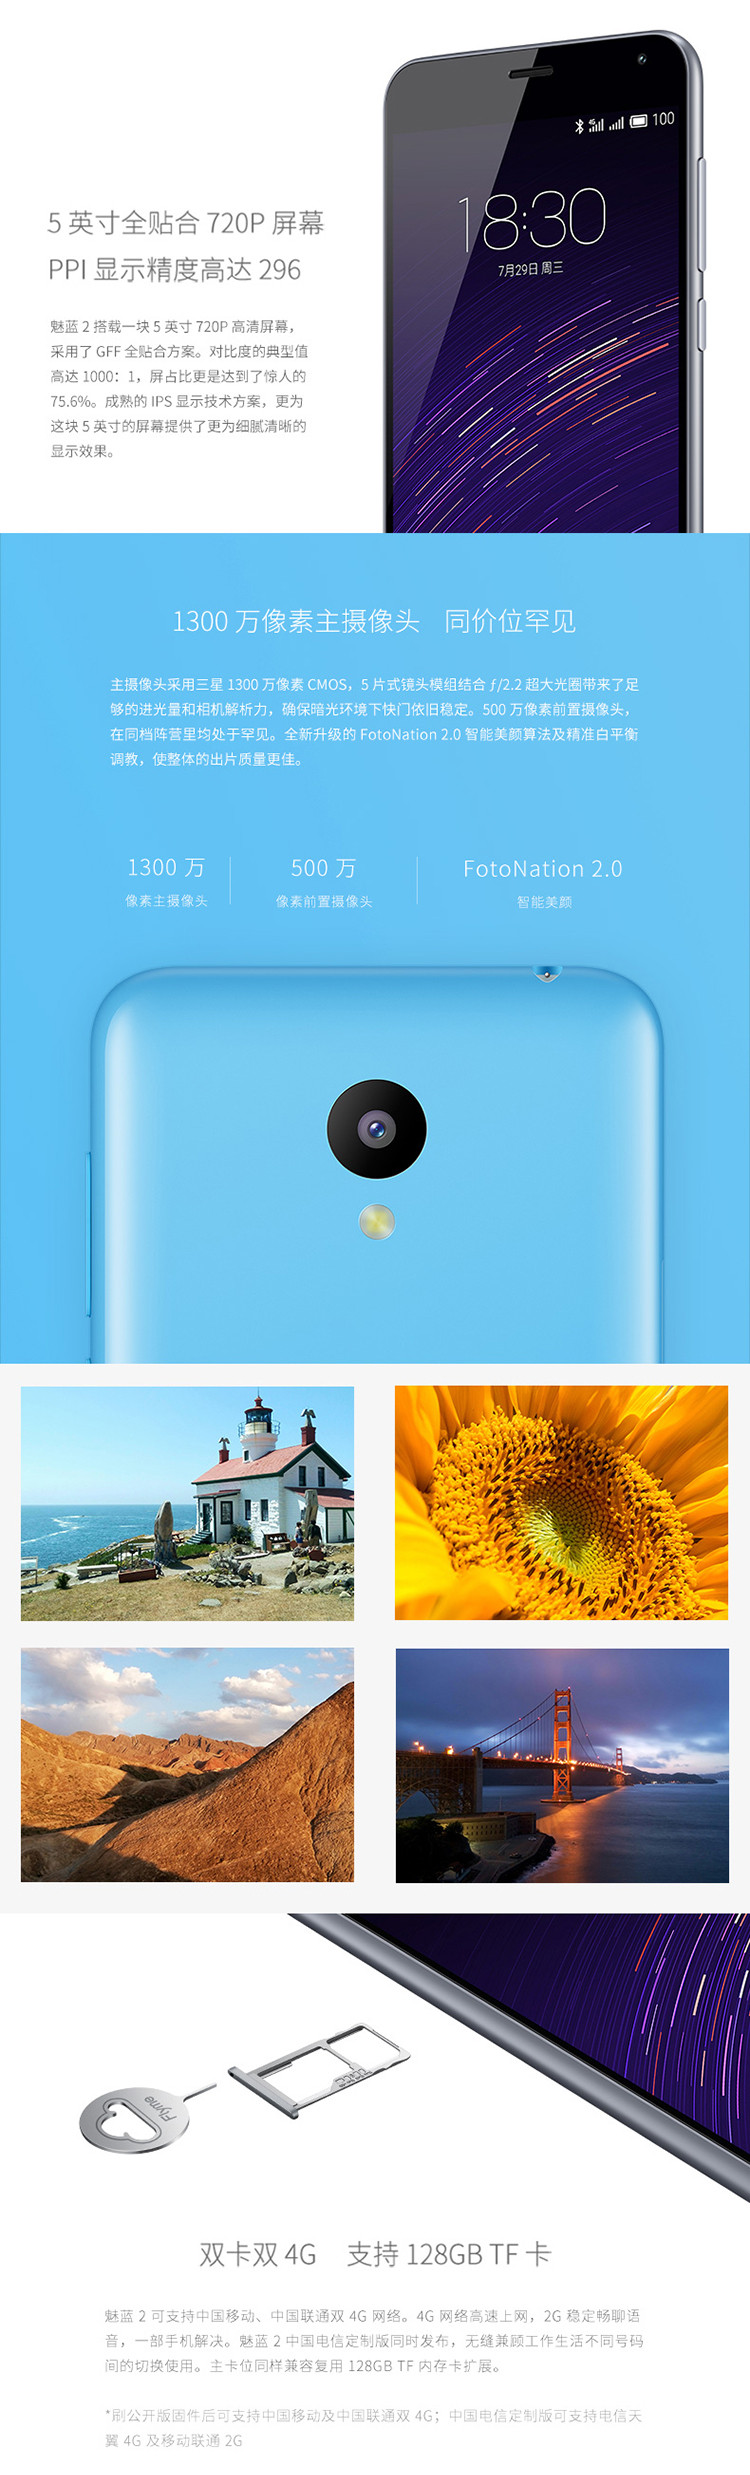 100
18:30
7月29日 周三
5 英寸全贴合 720P 屏幕
PPI 显示精度高达 296
魅蓝 2 搭载一块 5 英寸 720P 高清屏幕，
采用了 GFF 全贴合方案。对比度的典型值
高达 1000：1，屏占比更是达到了惊人的
75.6%。成熟的 IPS 显示技术方案，更为
这块 5 英寸的屏幕提供了更为细腻清晰的
显示效果。
1300 万像素主摄像头 同价位罕见
主摄像头采用三星 1300 万像素 CMOS，5 片式镜头模组结合 ƒ/2.2 超大光圈带来了足
够的进光量和相机解析力，确保暗光环境下快门依旧稳定。500 万像素前置摄像头，
在同档阵营里均处于罕见。全新升级的 FotoNation 2.0 智能美颜算法及精准白平衡
调教，使整体的出片质量更佳。
1300 万 500 万 FotoNation 2.0
像素主摄像头 像素前置摄像头 智能美颜
Flyme
双卡双 4G 支持 128GB TF 卡
魅蓝 2 可支持中国移动、中国联通双 4G 网络。4G 网络高速上网，2G 稳定畅聊语
音，一部手机解决。魅蓝 2 中国电信定制版同时发布，无缝兼顾工作生活不同号码
间的切换使用。主卡位同样兼容复用 128GB TF 内存卡扩展。
*刷公开版固件后可支持中国移动及中国联通双 4G；中国电信定制版可支持电信天
翼 4G 及移动联通 2G